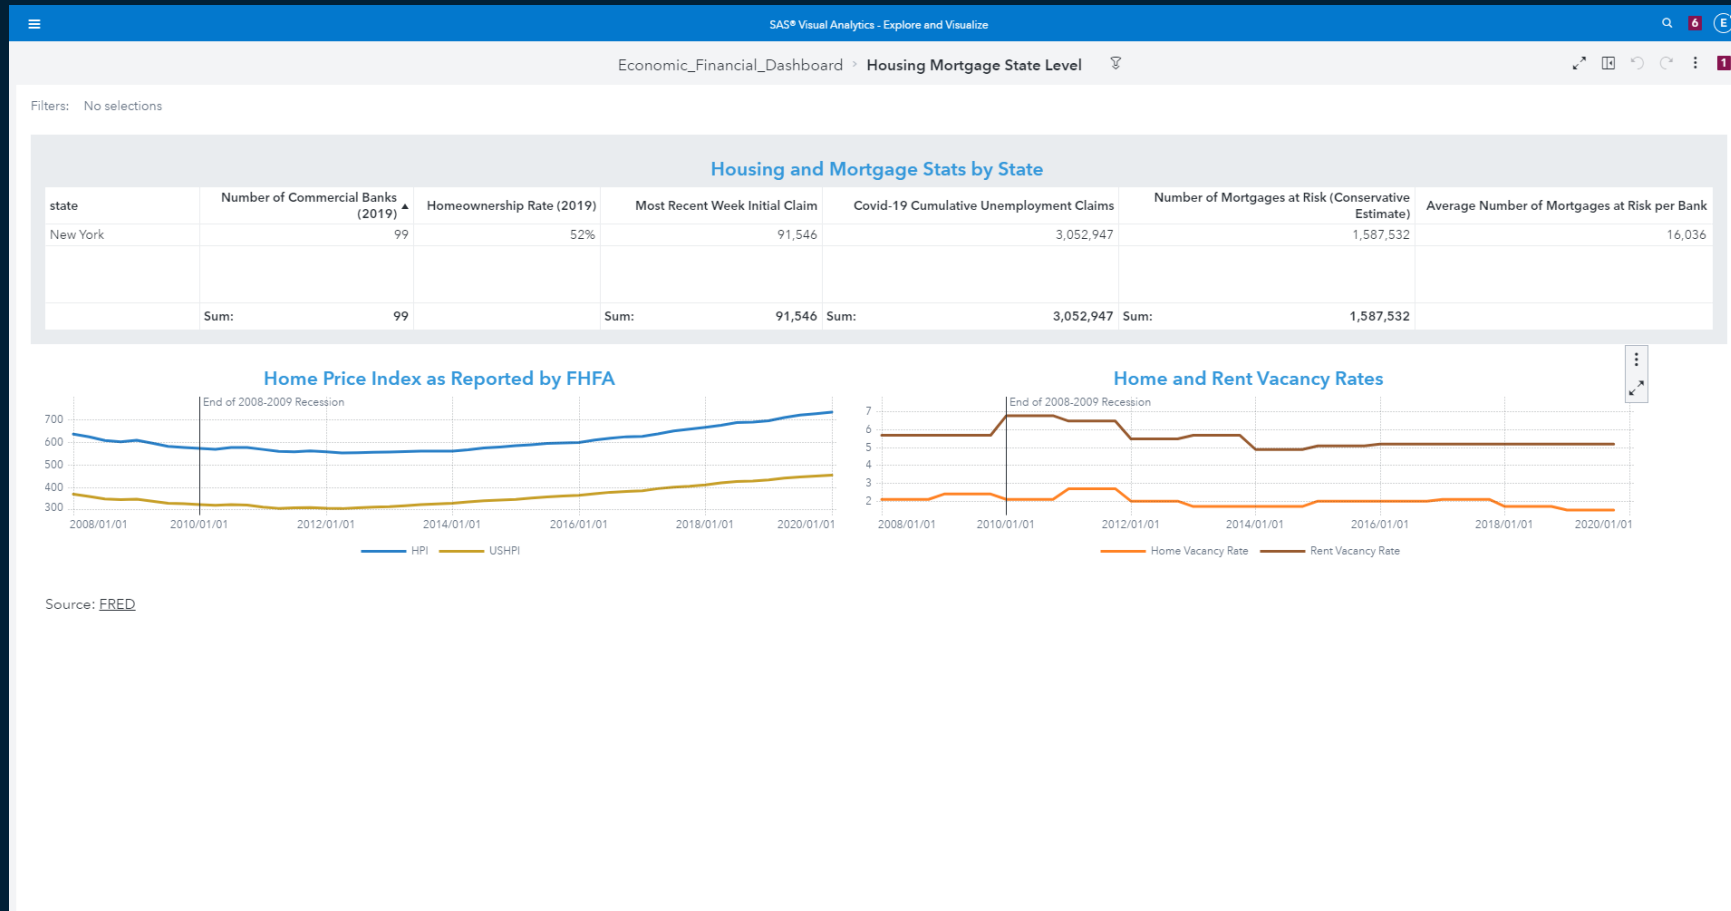 SAS® Visual Analytics - Explore and Visualize
6
E
Economic_Financial_Dashboard > Housing Mortgage State Level
1
Filters: No selections
Housing and Mortgage Stats by State
state
Number of Commercial Banks
(2019)
Homeownership Rate (2019)
Most Recent Week Initial Claim
Covid-19 Cumulative Unemployment Claims
Number of Mortgages at Risk (Conservative
Estimate)
Average Number of Mortgages at Risk per Bank
New York 99 52% 91,546 3,052,947 1,587,532 16,036
Sum: 99 Sum: 91,546 Sum: 3,052,947 Sum: 1,587,532
Home Price Index as Reported by FHFA
End of 2008-2009 Recession
700
600
500
400
300
2008/01/01 2010/01/01 2012/01/01 2014/01/01 2016/01/01 2018/01/01 2020/01/01
HPI USHPI
Home and Rent Vacancy Rates
End of 2008-2009 Recession
7
6
5
4
3
2
2008/01/01 2010/01/01 2012/01/01 2014/01/01 2016/01/01 2018/01/01 2020/01/01
Home Vacancy Rate Rent Vacancy Rate
Source: FRED